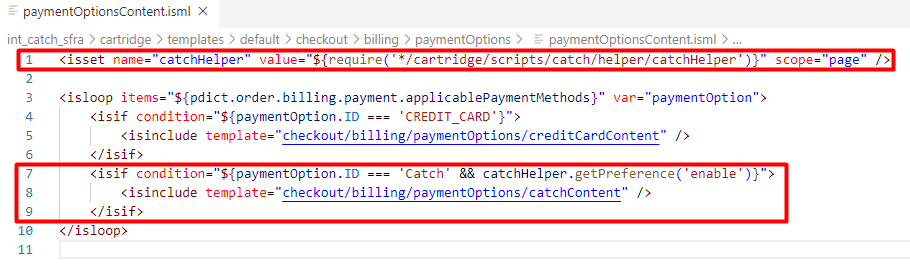 paymentOptionsContent.isml ×
int_catch_sfra > cartridge > templates > default > checkout > billing > paymentOptions > paymentOptionsContent.isml > ...
1 <isset name="catchHelper" value="${require('*/cartridge/scripts/catch/helper/catchHelper')}" scope="page" />
2
3 <isloop items="${pdict.order.billing.payment.applicablePaymentMethods}" var="paymentOption">
4 <isif condition="${paymentOption.ID === 'CREDIT_CARD'}">
5 <isinclude template="checkout/billing/paymentOptions/creditCardContent" />
6 </isif>
7 <isif condition="${paymentOption.ID === 'Catch' && catchHelper.getPreference('enable')}">
8 <isinclude template="checkout/billing/paymentOptions/catchContent" />
9 </isif>
10 </isloop>
11